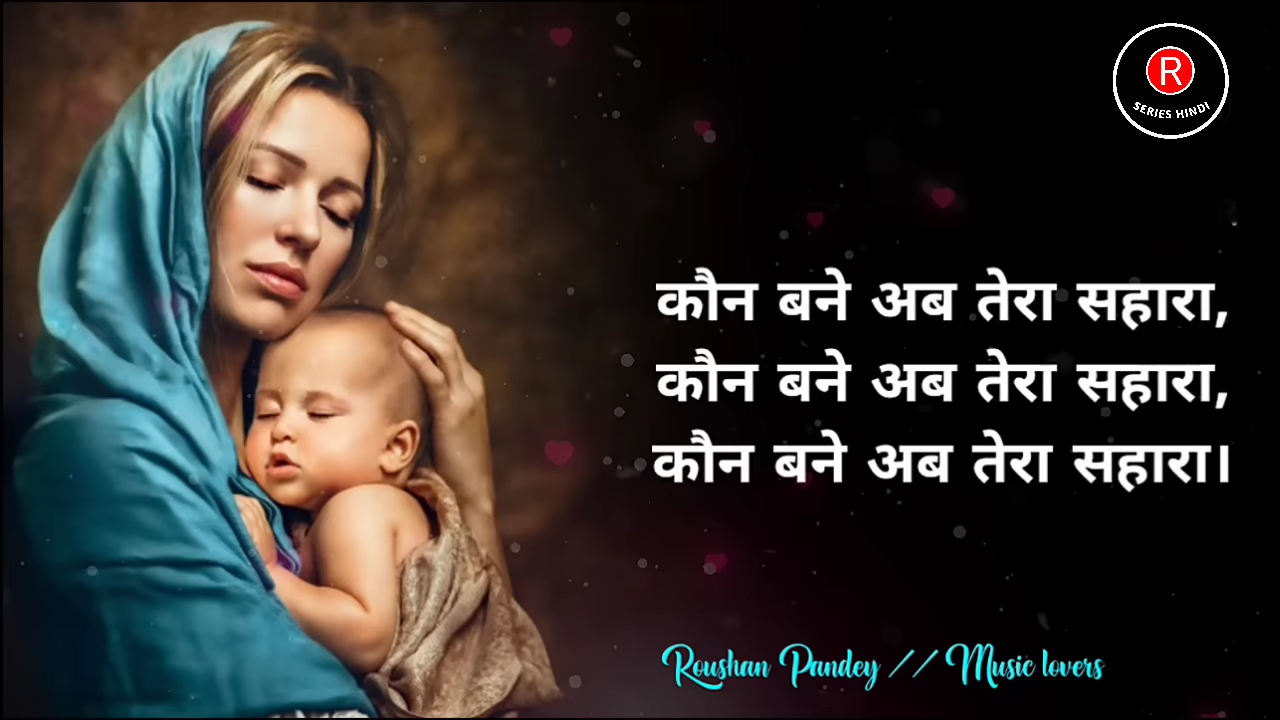 R
SERIES HINDI
कौन बने अब तेरा सहारा,
कौन बने अब तेरा सहारा,
कौन बने अब तेरा सहारा।
Roushan Pandey // Music lovers